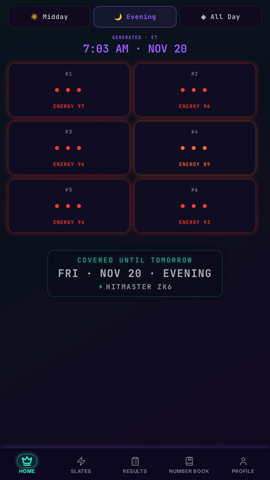 Midday
Evening
All Day
GENERATED · ET
7:03 AM · NOV 20
#1
#2
ENERGY 97
ENERGY 96
#3
#4
ENERGY 96
ENERGY 89
#5
#6
ENERGY 94
ENERGY 93
COVERED UNTIL TOMORROW
FRI · NOV 20 · EVENING
HITMASTER ZK6
HOME
SLATES
RESULTS
NUMBER BOOK
PROFILE